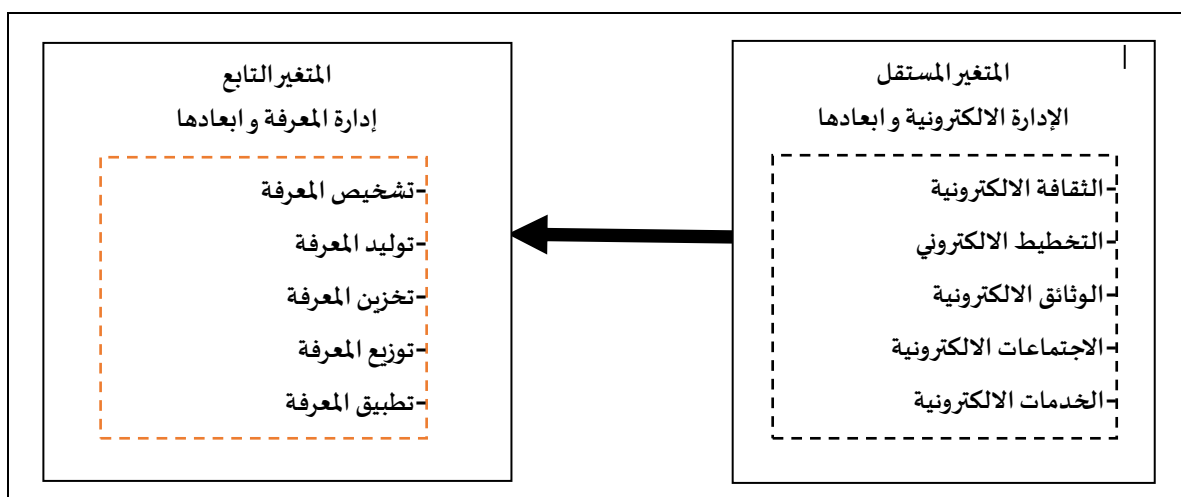 المتغير المستقل
الإدارة الالكترونية و ابعادها
-الثقافة الالكترونية
-التخطيط الالكتروني
-الوثائق الالكترونية
-الاجتماعات الالكترونية
-الخدمات الالكترونية
المتغير التابع
إدارة المعرفة و ابعادها
-تشخيص المعرفة
-توليد المعرفة
-تخزين المعرفة
-توزيع المعرفة
-تطبيق المعرفة